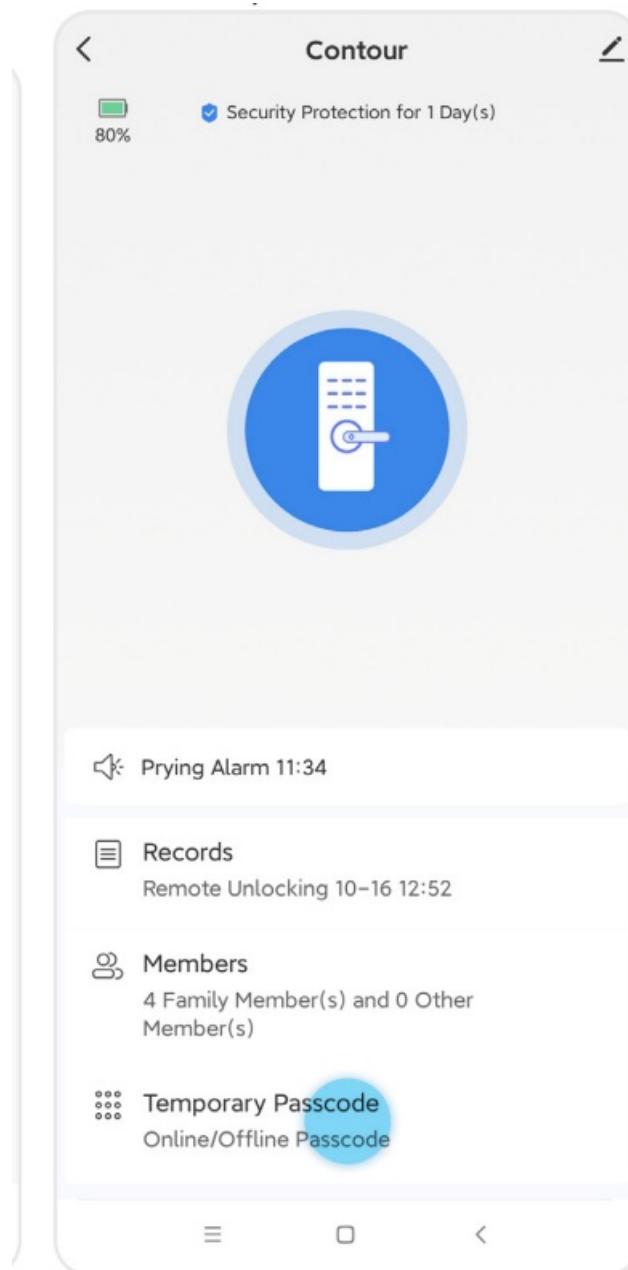 Contour
80%
Security Protection for 1 Day(s)
Prying Alarm 11:34
Records
Remote Unlocking 10-16 12:52
Members
4 Family Member(s) and 0 Other
Member(s)
Temporary Passcode
Online/Offline Passcode